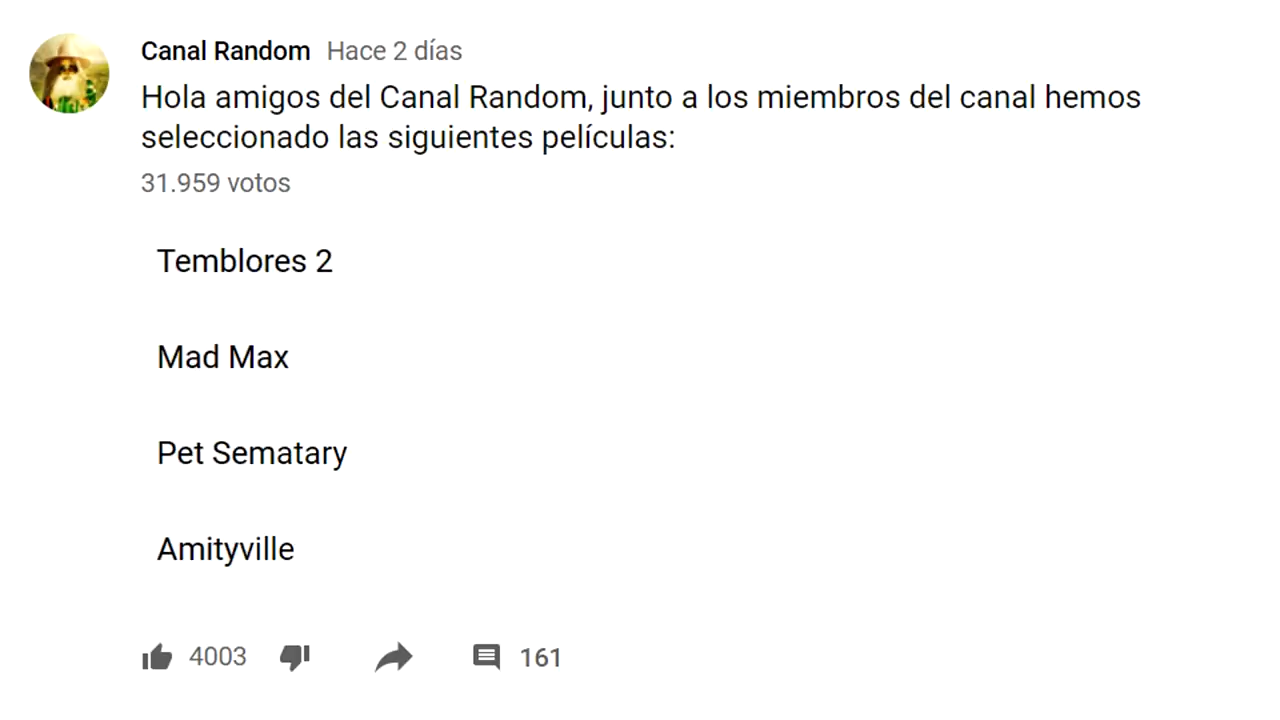 Canal Random Hace 2 días
Hola amigos del Canal Random, junto a los miembros del canal hemos
seleccionado las siguientes películas:
31.959 votos
Temblores 2
Mad Max
Pet Sematary
Amityville
4003 161